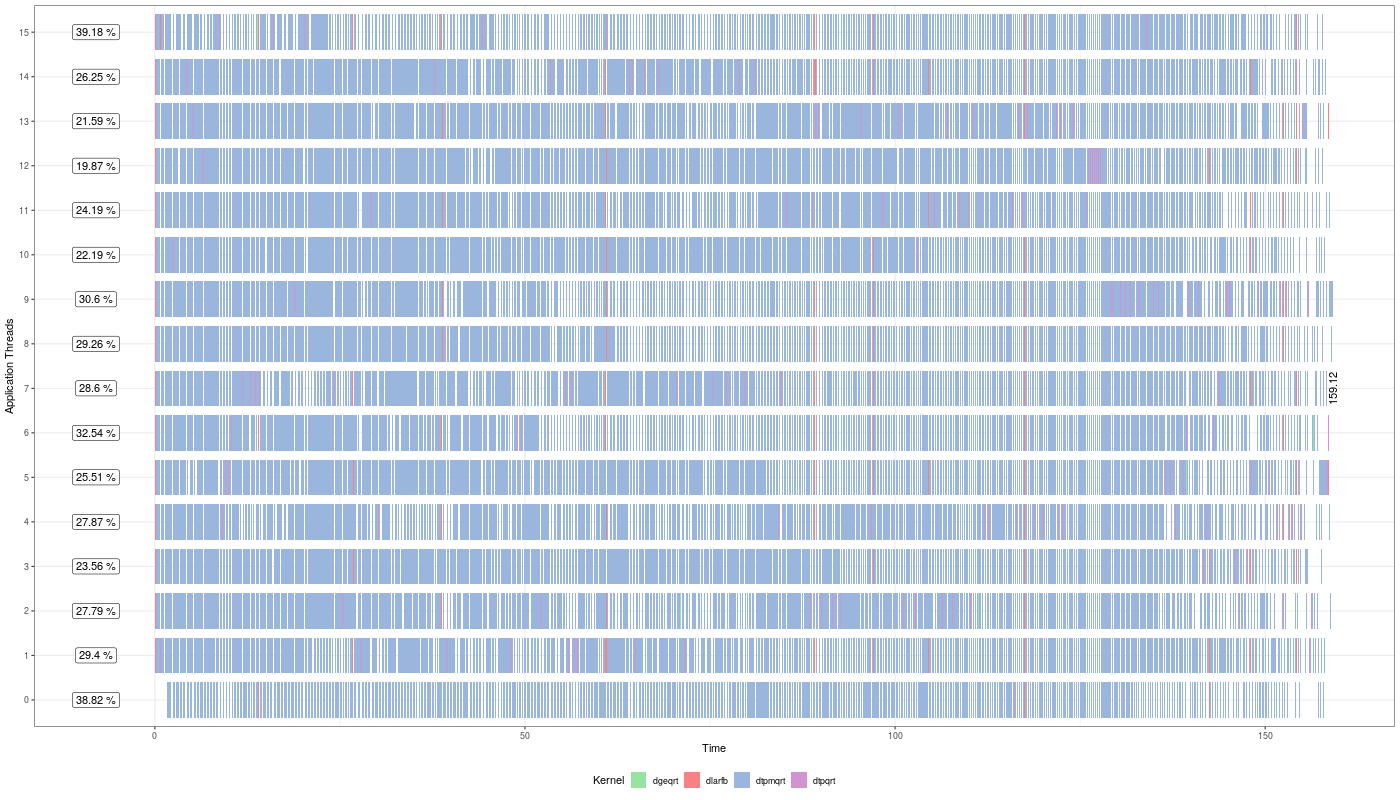 15 39.18 %
14 26.25 %
13 21.59 %
12 19.87 %
11 24.19 %
10 22.19 %
9 30.6 %
8 29.26 %
7 28.6 %
159.12
6 32.54 %
5 25.51 %
4 27.87 %
3 23.56 %
2 27.79 %
1 29.4 %
0 38.82 %
Application Threads
0 50 100 150
Time
Kernel dgeqrt dlarfb dtpmqrt dtpqrt